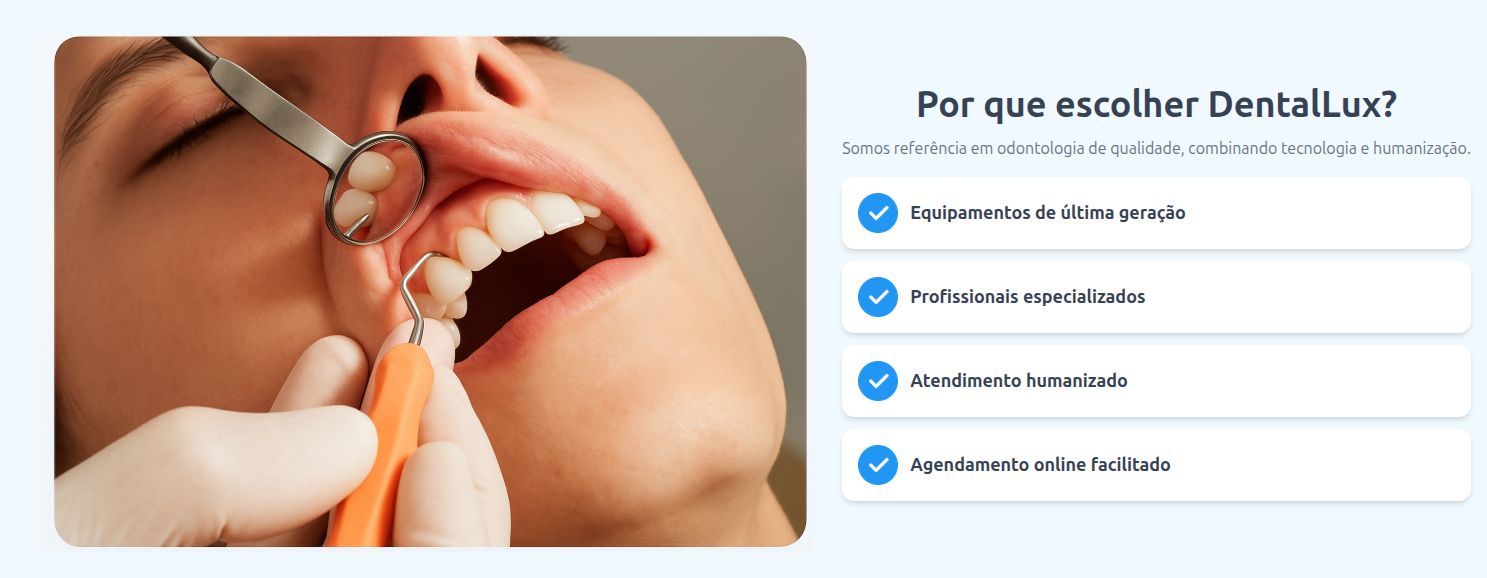 Por que escolher DentalLux?
Somos referência em odontologia de qualidade, combinando tecnologia e humanização.
Equipamentos de última geração
Profissionais especializados
Atendimento humanizado
Agendamento online facilitado